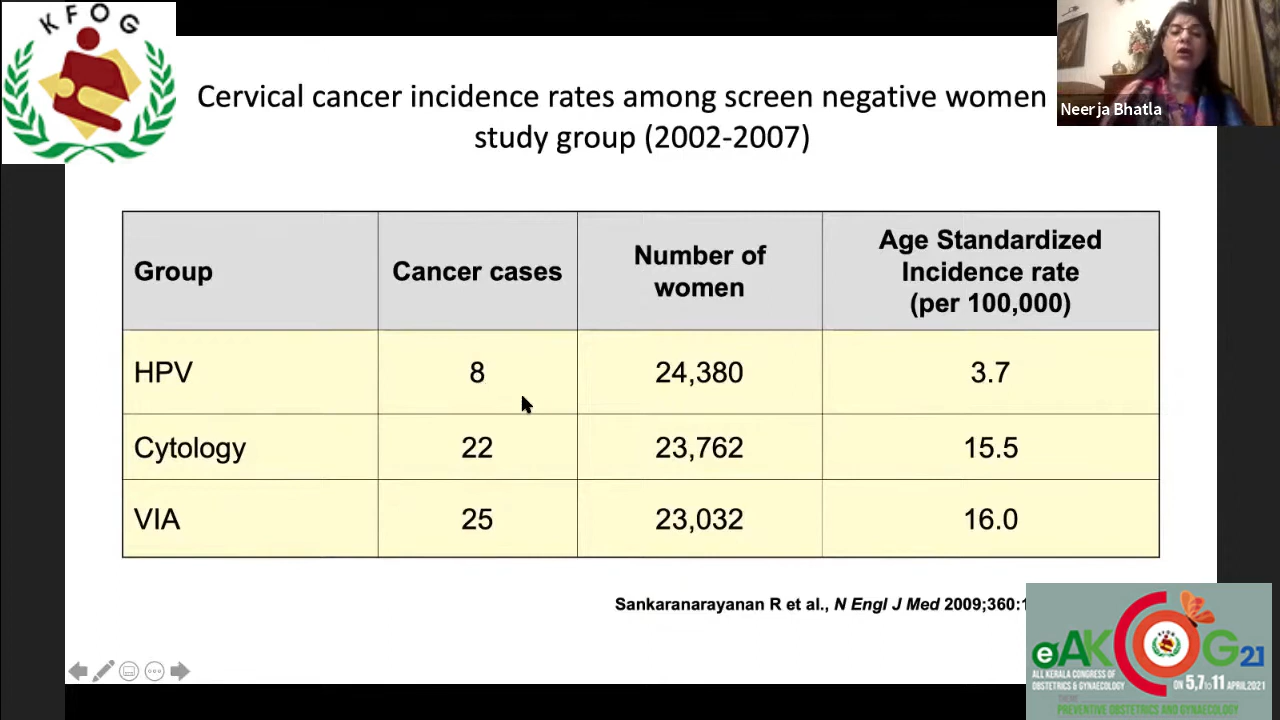 KFOG
Neerja Bhatla
Cervical cancer incidence rates among screen negative women
study group (2002-2007)
Group
Cancer cases
Number of
women
Age Standardized
Incidence rate
(per 100,000)
HPV
8
24,380
3.7
Cytology
22
23,762
15.5
VIA
25
23,032
16.0
Sankaranarayanan R et al., N Engl J Med 2009;360:1
eAKCOG21
ALL KERALA CONGRESS OF
OBSTETRICS & GYNAECOLOGY
ON 5,7 to 11 APRIL 2021
PREVENTIVE OBSTETRICS AND GYNAECOLOGY